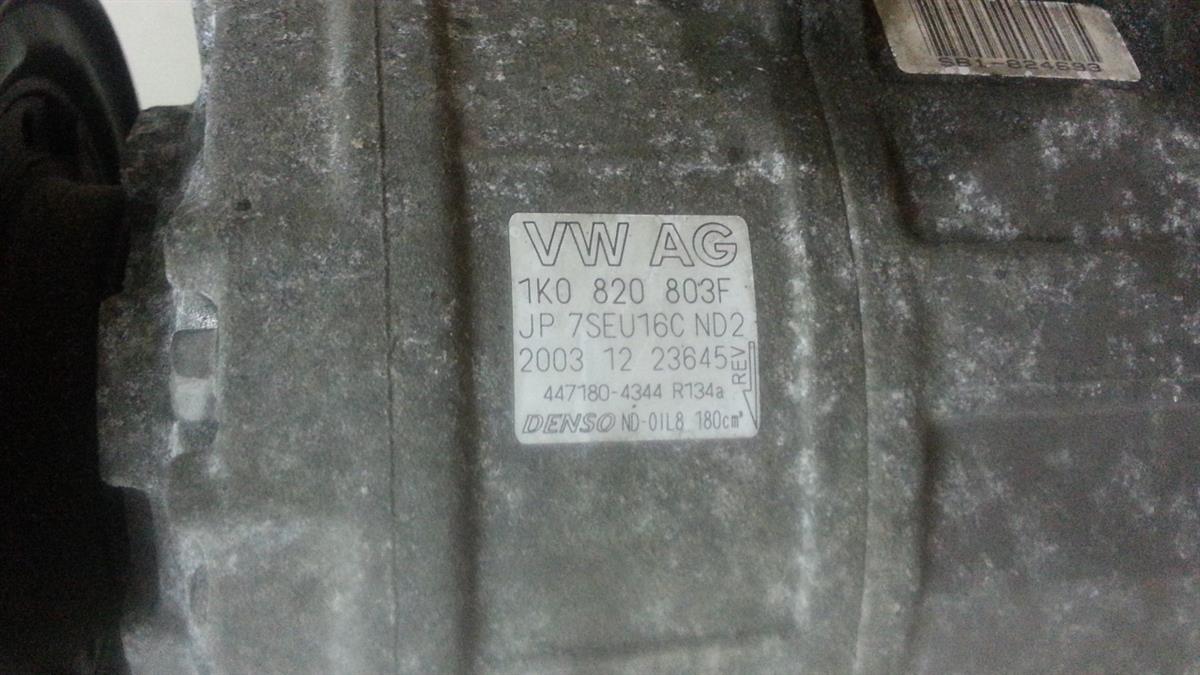 SB1-824693
VW AG
1K0 820 803F
JP 7SEU16C ND2
2003 12 23645
REV
447180-4344 R134a
DENSO ND-OIL8 180cm³